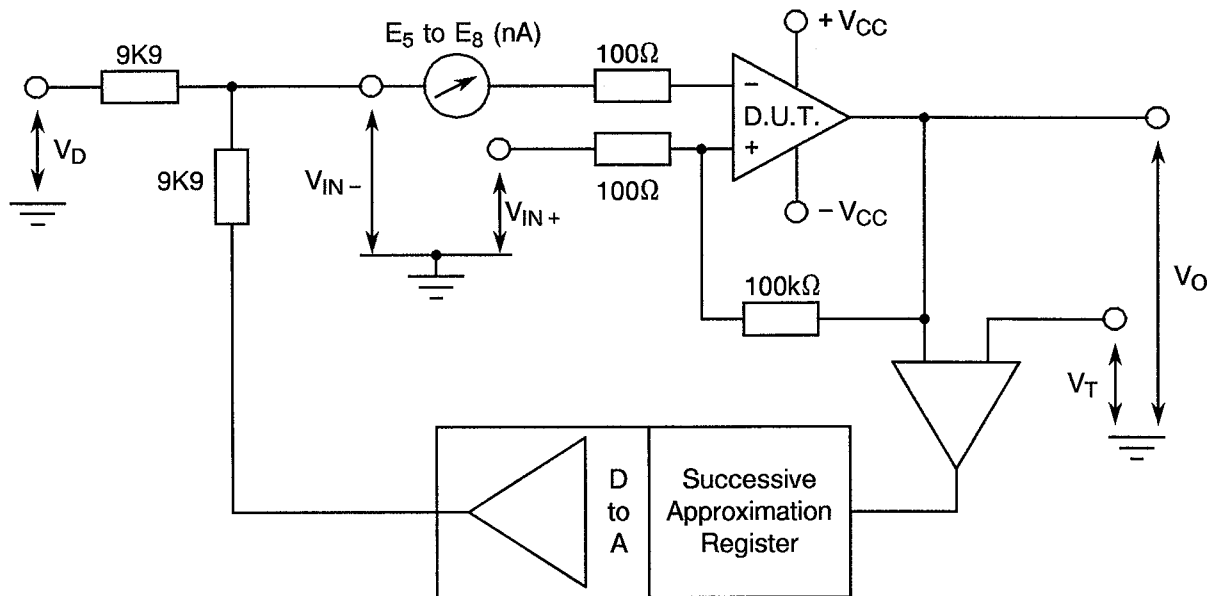 E5 to E8 (nA)
+ VCC
9K9
100Ω
−
D.U.T.
+
VD
9K9
VIN −
100Ω
VIN +
− VCC
100kΩ
VO
VT
D
to
A
Successive
Approximation
Register